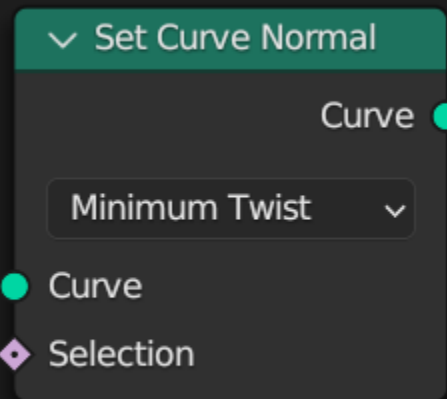 Set Curve Normal
Curve
Minimum Twist
Curve
Selection